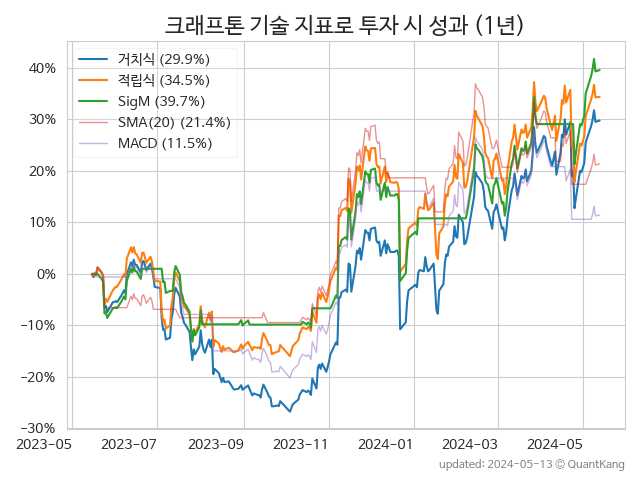 크래프톤 기술 지표로 투자 시 성과 (1년)
거치식 (29.9%)
적립식 (34.5%)
SigM (39.7%)
SMA(20) (21.4%)
MACD (11.5%)
40%
30%
20%
10%
0%
−10%
−20%
−30%
2023-05 2023-07 2023-09 2023-11 2024-01 2024-03 2024-05
updated: 2024-05-13 © QuantKang